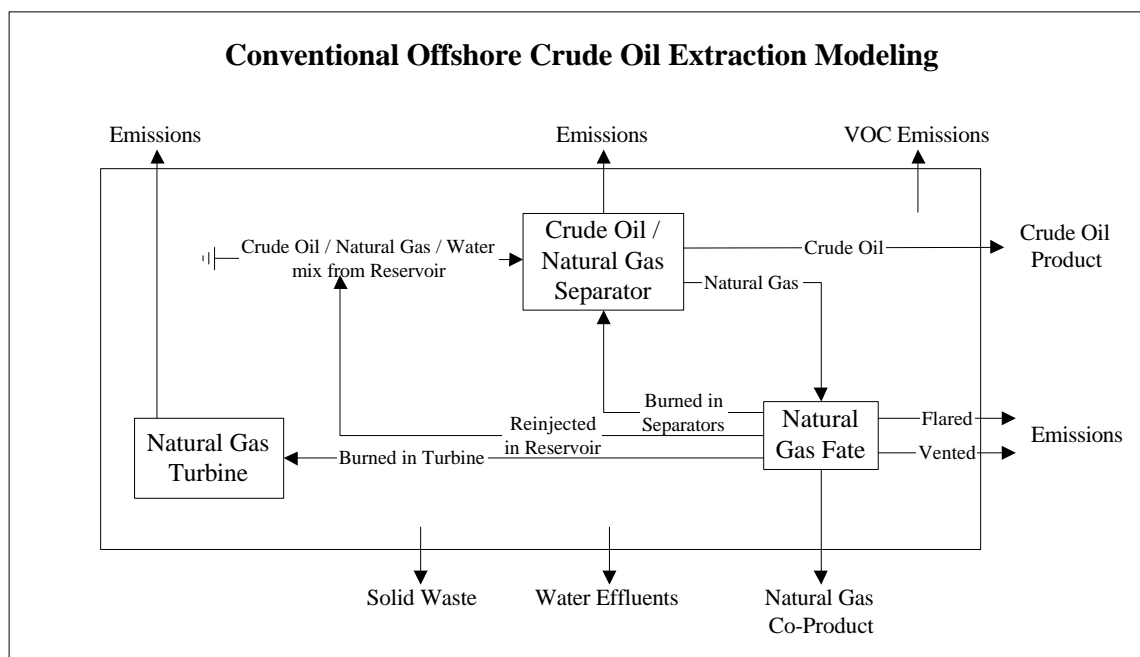 Conventional Offshore Crude Oil Extraction Modeling
Emissions
Emissions
VOC Emissions
Crude Oil / Natural Gas / Water
mix from Reservoir
Crude Oil /
Natural Gas
Separator
Crude Oil
Crude Oil
Product
Natural Gas
Burned in
Separators
Reinjected
in Reservoir
Burned in Turbine
Natural Gas
Turbine
Natural
Gas Fate
Flared
Vented
Emissions
Solid Waste
Water Effluents
Natural Gas
Co-Product